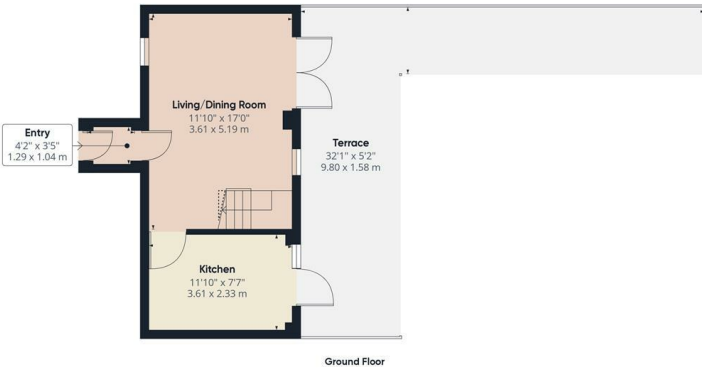 Living/Dining Room
11'10" x 17'0"
3.61 x 5.19 m
Entry
4'2" x 3'5"
1.29 x 1.04 m
Terrace
32'1" x 5'2"
9.80 x 1.58 m
Kitchen
11'10" x 7'7"
3.61 x 2.33 m
Ground Floor